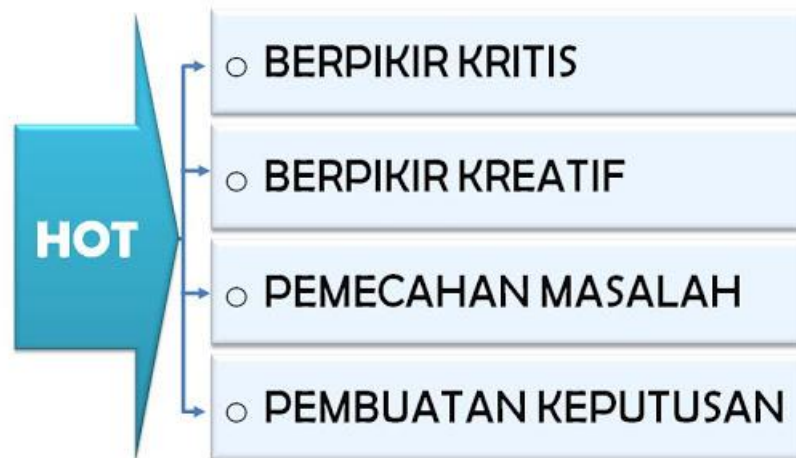 HOT
○ BERPIKIR KRITIS
○ BERPIKIR KREATIF
○ PEMECAHAN MASALAH
○ PEMBUATAN KEPUTUSAN